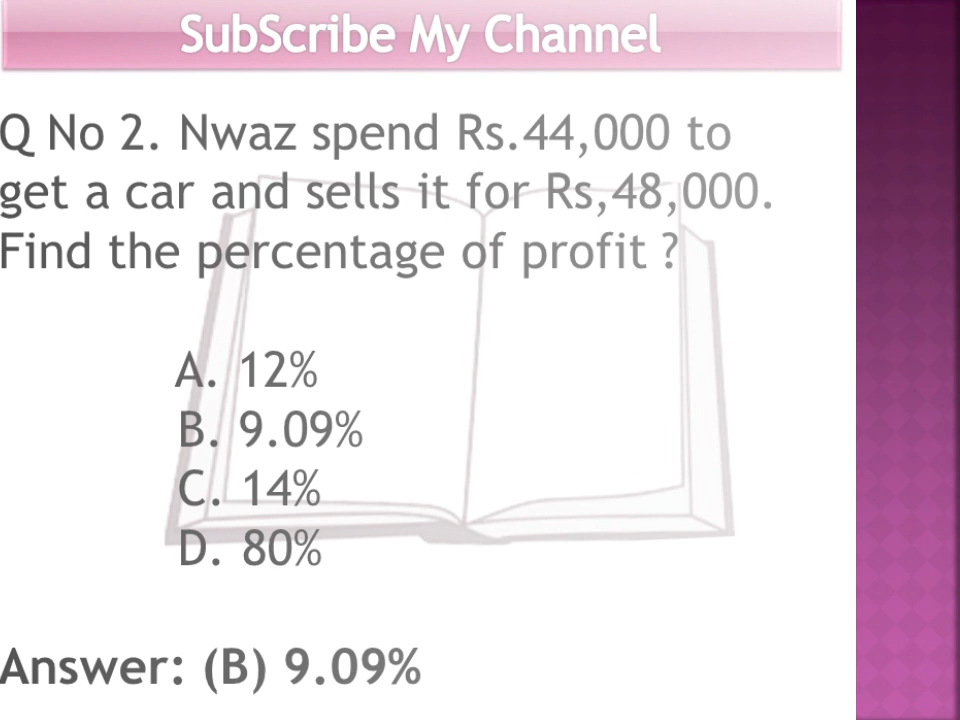 SubScribe My Channel
Q No 2. Nwaz spend Rs.44,000 to
get a car and sells it for Rs,48,000.
Find the percentage of profit ?
A. 12%
B. 9.09%
C. 14%
D. 80%
Answer: (B) 9.09%